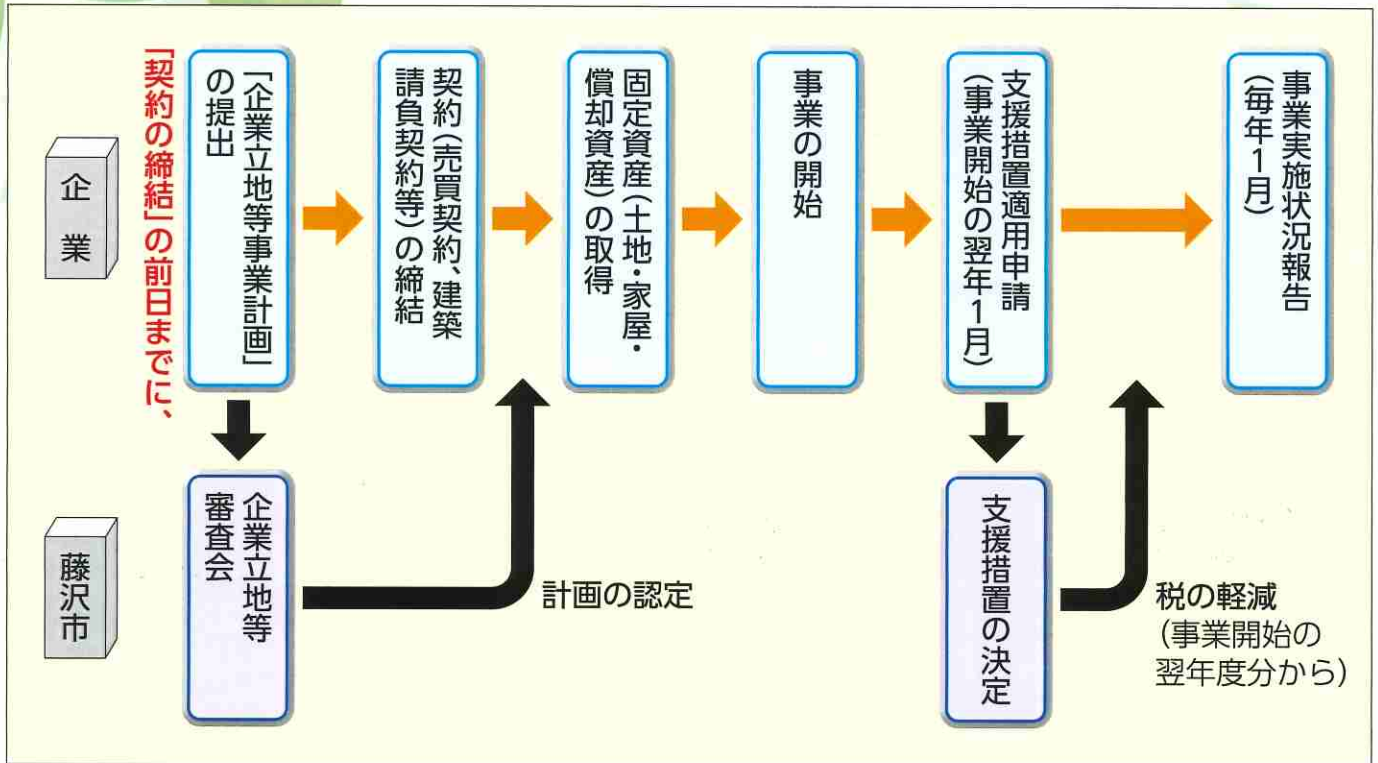 企業
「契約の締結」の前日までに、
「企業立地等事業計画」
の提出
契約（売買契約、建築
請負契約等）の締結
固定資産（土地・家屋・
償却資産）の取得
事業の開始
支援措置適用申請
（事業開始の翌年1月）
事業実施状況報告
（毎年1月）
藤沢市
企業立地等
審査会
計画の認定
支援措置の決定
税の軽減
（事業開始の
翌年度分から）